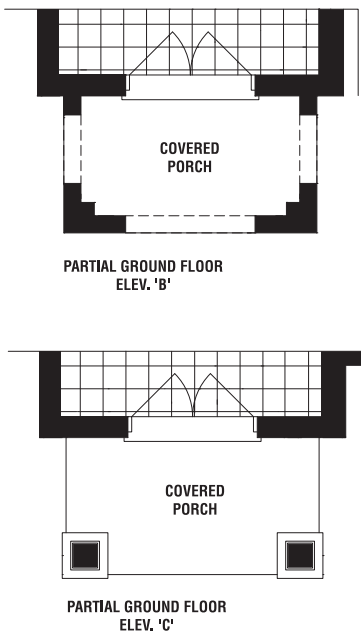 COVERED
PORCH
PARTIAL GROUND FLOOR
ELEV. 'B'
COVERED
PORCH
PARTIAL GROUND FLOOR
ELEV. 'C'